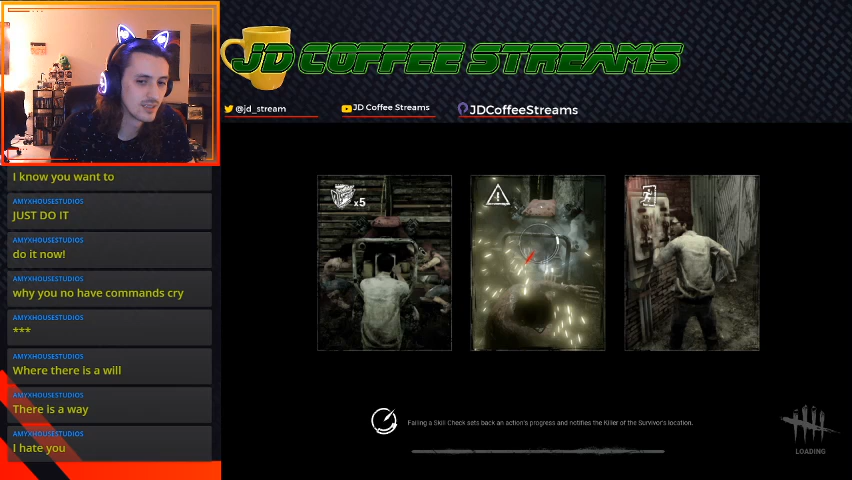 JD COFFEE STREAMS
@jd_stream
JD Coffee Streams
JDCoffeeStreams
I know you want to
AMYXHOUSESTUDIOS
JUST DO IT
AMYXHOUSESTUDIOS
do it now!
AMYXHOUSESTUDIOS
why you no have commands cry
AMYXHOUSESTUDIOS
***
AMYXHOUSESTUDIOS
Where there is a will
AMYXHOUSESTUDIOS
There is a way
AMYXHOUSESTUDIOS
I hate you
x5
Failing a Skill Check sets back an action's progress and notifies the Killer of the Survivor's location.
LOADING